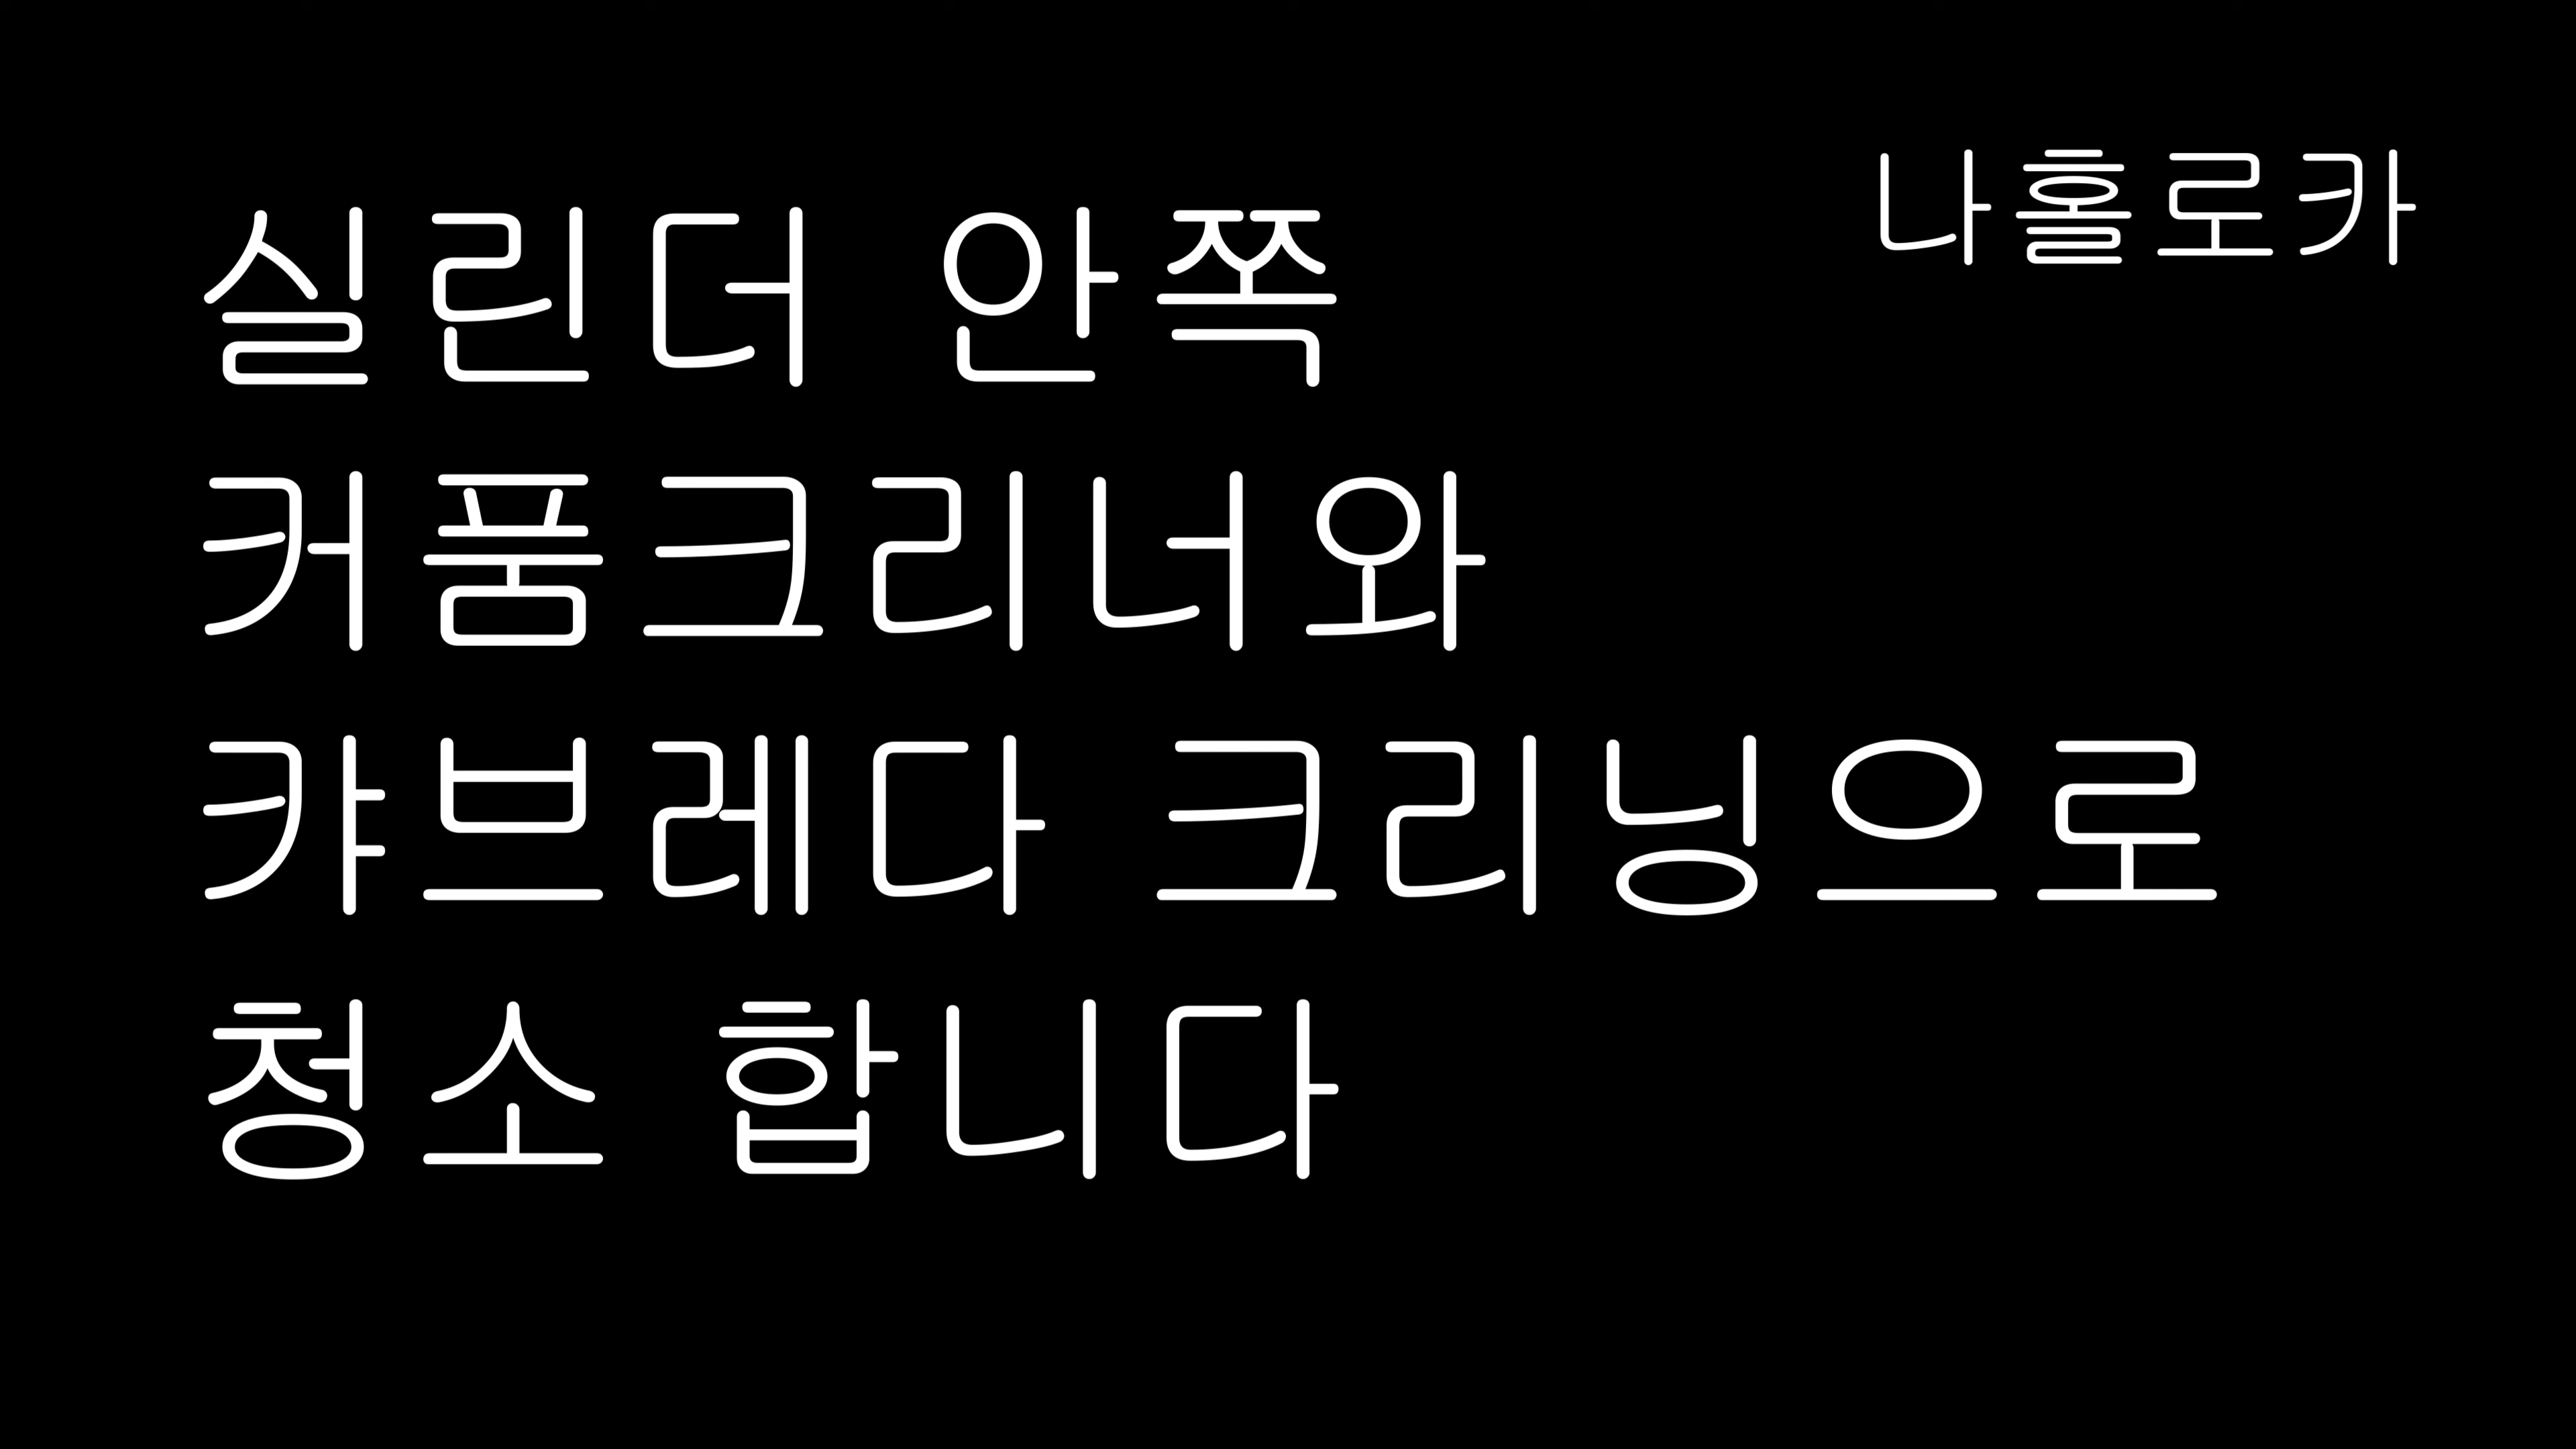 나홀로카
실린더 안쪽
커품크리너와
캬브레다 크리닝으로
청소 합니다